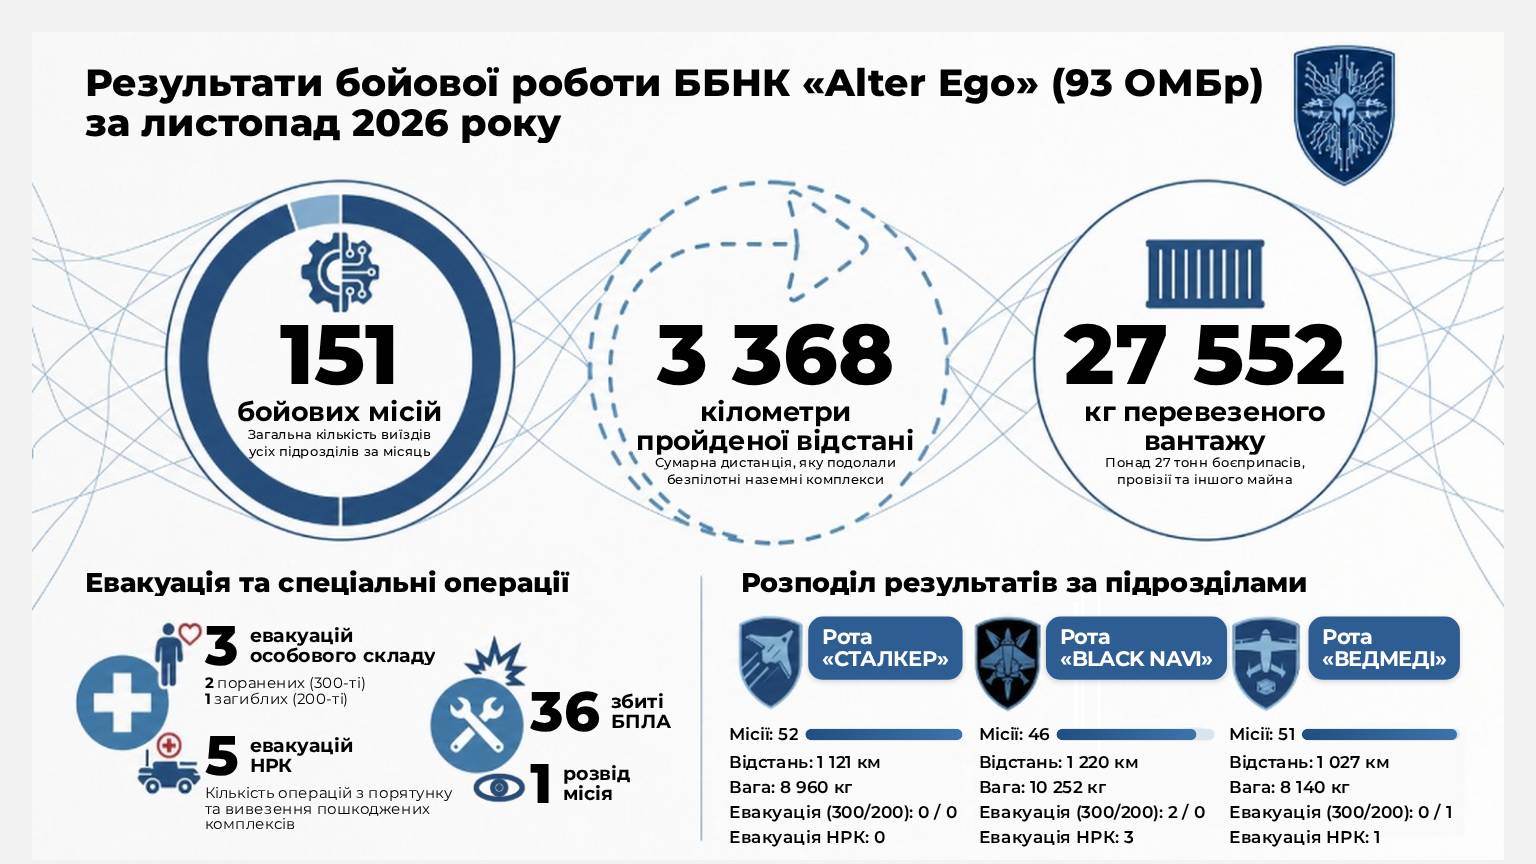 Результати бойової роботи ББНК «Alter Ego» (93 ОМБр)
за листопад 2026 року
151
бойових місій
Загальна кількість виїздів
усіх підрозділів за місяць
3 368
кілометри
пройденої відстані
Сумарна дистанція, яку подолали
безпілотні наземні комплекси
27 552
кг перевезеного
вантажу
Понад 27 тонн боєприпасів,
провізії та іншого майна
Евакуація та спеціальні операції
3 евакуацій
особового складу
2 поранених (300-ті)
1 загиблих (200-ті)
5 евакуацій
НРК
Кількість операцій з порятунку
та вивезення пошкоджених
комплексів
36 збиті
БПЛА
1 розвід
місія
Розподіл результатів за підрозділами
Рота
«СТАЛКЕР»
Місії: 52
Відстань: 1 121 км
Вага: 8 960 кг
Евакуація (300/200): 0 / 0
Евакуація НРК: 0
Рота
«BLACK NAVI»
Місії: 46
Відстань: 1 220 км
Вага: 10 252 кг
Евакуація (300/200): 2 / 0
Евакуація НРК: 3
Рота
«ВЕДМЕДІ»
Місії: 51
Відстань: 1 027 км
Вага: 8 140 кг
Евакуація (300/200): 0 / 1
Евакуація НРК: 1